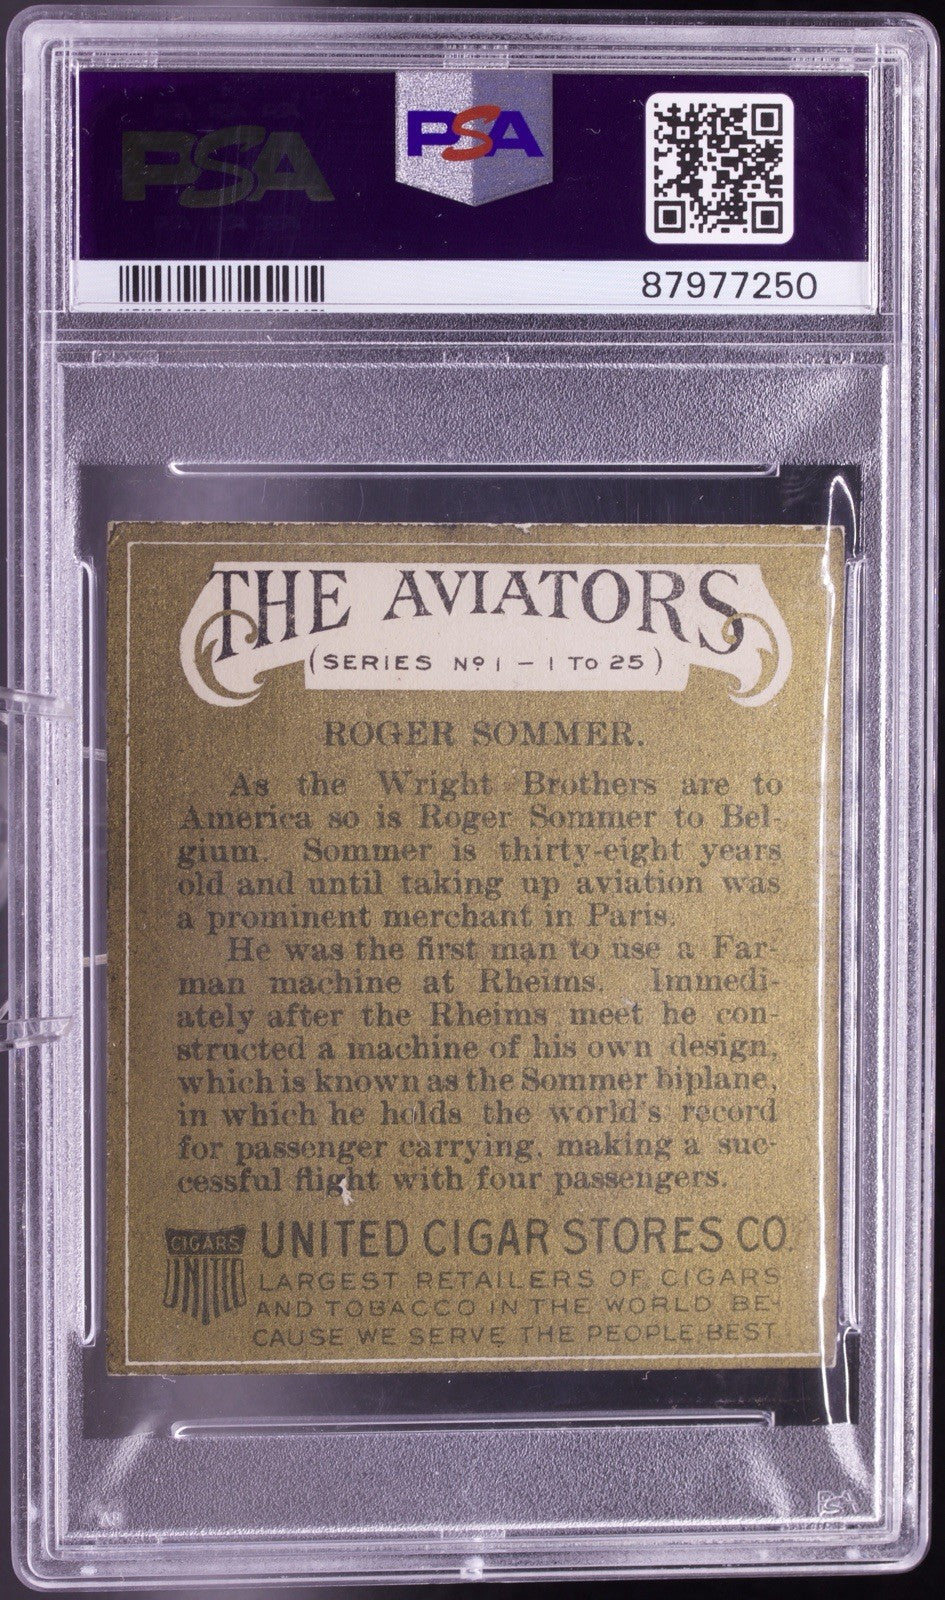 PSA
PSA
87977250
THE AVIATORS
(SERIES Nº 1 – 1 TO 25)
ROGER SOMMER.
As the Wright Brothers are to
America so is Roger Sommer to Bel-
gium. Sommer is thirty-eight years
old and until taking up aviation was
a prominent merchant in Paris.
He was the first man to use a Far-
man machine at Rheims. Immedi-
ately after the Rheims meet he con-
structed a machine of his own design,
which is known as the Sommer biplane,
in which he holds the world's record
for passenger carrying, making a suc-
cessful flight with four passengers.
CIGARS
UNITED
UNITED CIGAR STORES CO.
LARGEST RETAILERS OF CIGARS
AND TOBACCO IN THE WORLD BE-
CAUSE WE SERVE THE PEOPLE BEST
PSA